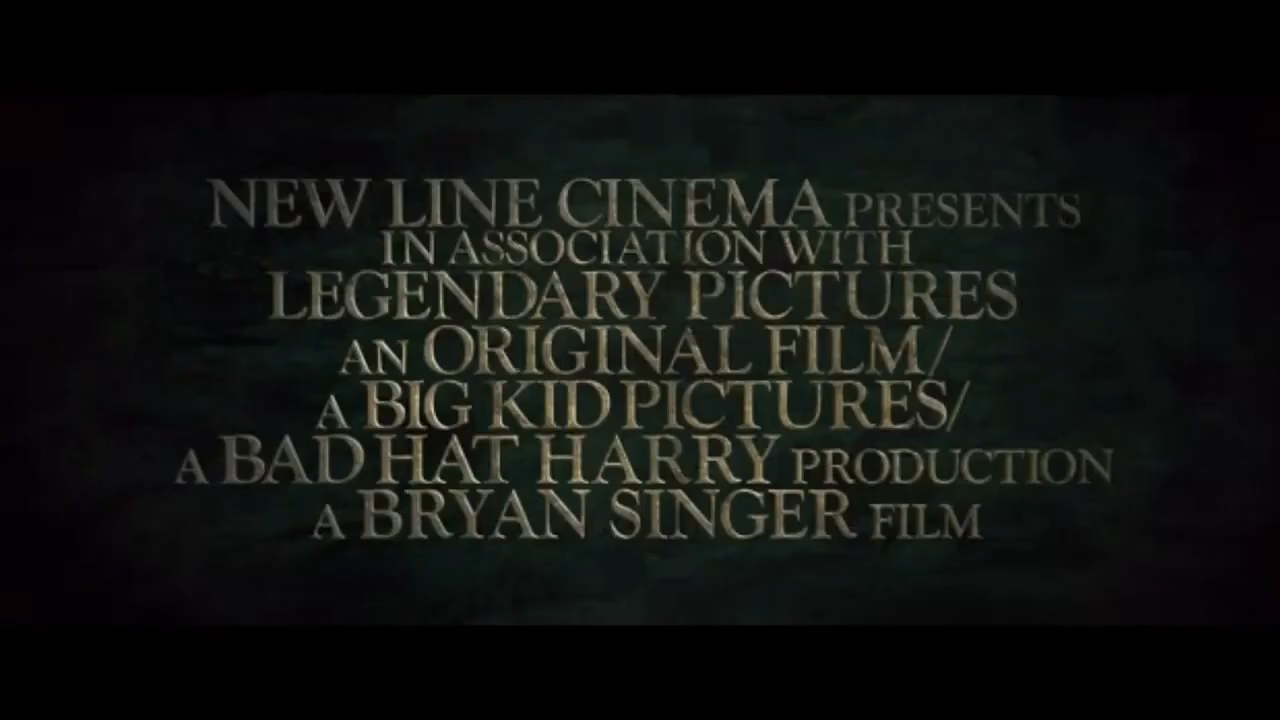 NEW LINE CINEMA PRESENTS
IN ASSOCIATION WITH
LEGENDARY PICTURES
AN ORIGINAL FILM/
A BIG KID PICTURES/
A BAD HAT HARRY PRODUCTION
A BRYAN SINGER FILM